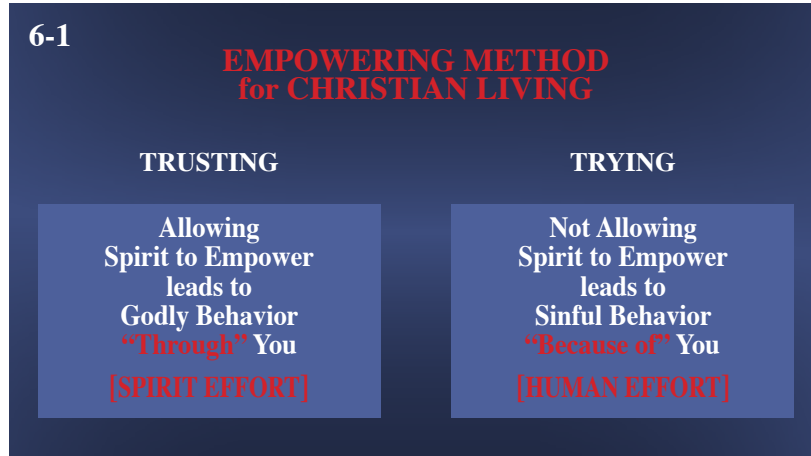 6-1
EMPOWERING METHOD
for CHRISTIAN LIVING
TRUSTING
Allowing
Spirit to Empower
leads to
Godly Behavior
“Through” You
[SPIRIT EFFORT]
TRYING
Not Allowing
Spirit to Empower
leads to
Sinful Behavior
“Because of” You
[HUMAN EFFORT]